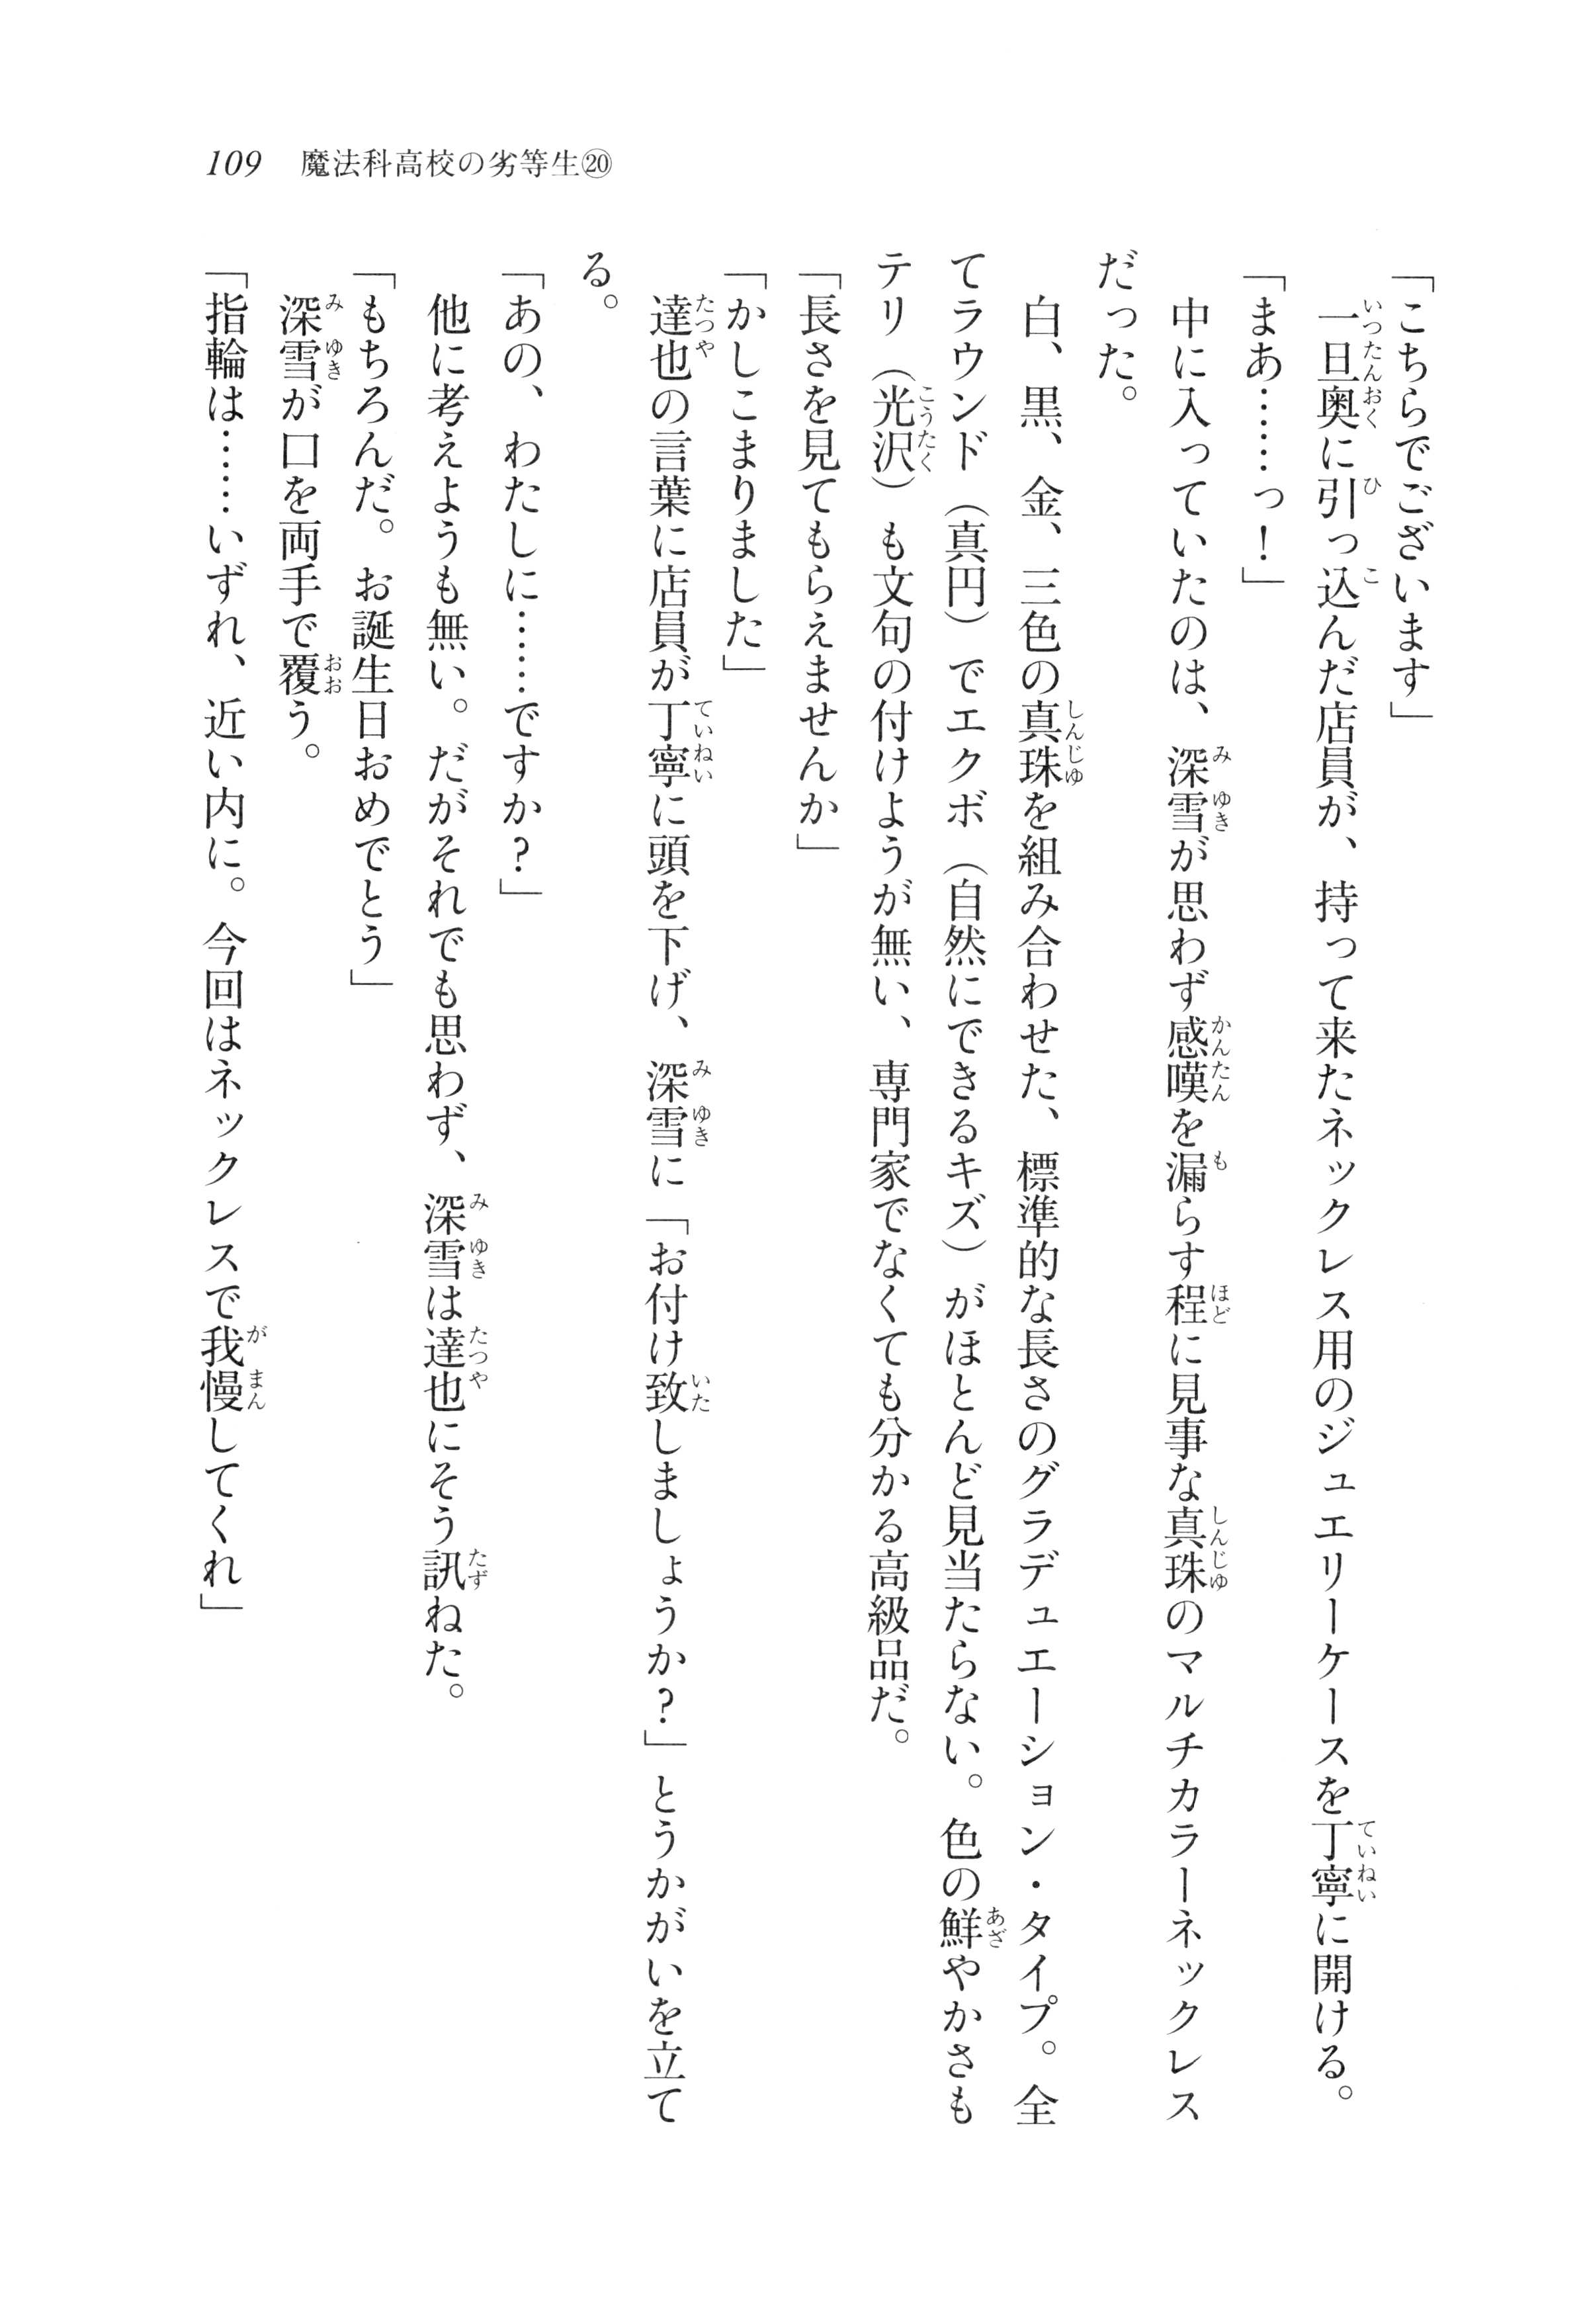 109　魔法科高校の劣等生⑳
「こちらでございます」
　一旦奥に引っ込んだ店員が、持って来たネックレス用のジュエリーケースを丁寧に開ける。
「まあ……っ！」
　中に入っていたのは、深雪が思わず感嘆を漏らす程に見事な真珠のマルチカラーネックレス
だった。
　白、黒、金、三色の真珠を組み合わせた、標準的な長さのグラデュエーション・タイプ。全
てラウンド（真円）でエクボ（自然にできるキズ）がほとんど見当たらない。色の鮮やかさも
テリ（光沢）も文句の付けようが無い、専門家でなくても分かる高級品だ。
「長さを見てもらえませんか」
「かしこまりました」
　達也の言葉に店員が丁寧に頭を下げ、深雪に「お付け致しましょうか？」とうかがいを立て
る。
「あの、わたしに……ですか？」
　他に考えようも無い。だがそれでも思わず、深雪は達也にそう訊ねた。
「もちろんだ。お誕生日おめでとう」
　深雪が口を両手で覆う。
「指輪は……いずれ、近い内に。今回はネックレスで我慢してくれ」